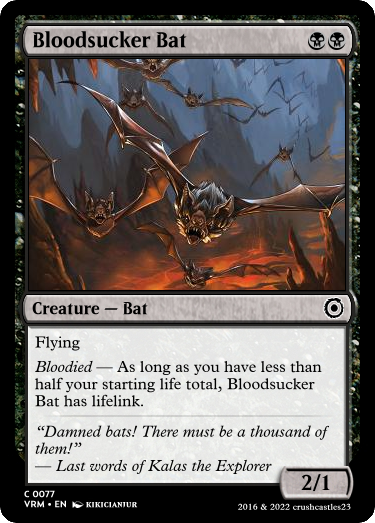 Bloodsucker Bat
Creature — Bat
Flying
Bloodied — As long as you have less than
half your starting life total, Bloodsucker
Bat has lifelink.
“Damned bats! There must be a thousand of
them!”
— Last words of Kalas the Explorer
2/1
C 0077
VRM • EN KIKICIANJUR
2016 & 2022 crushcastles23